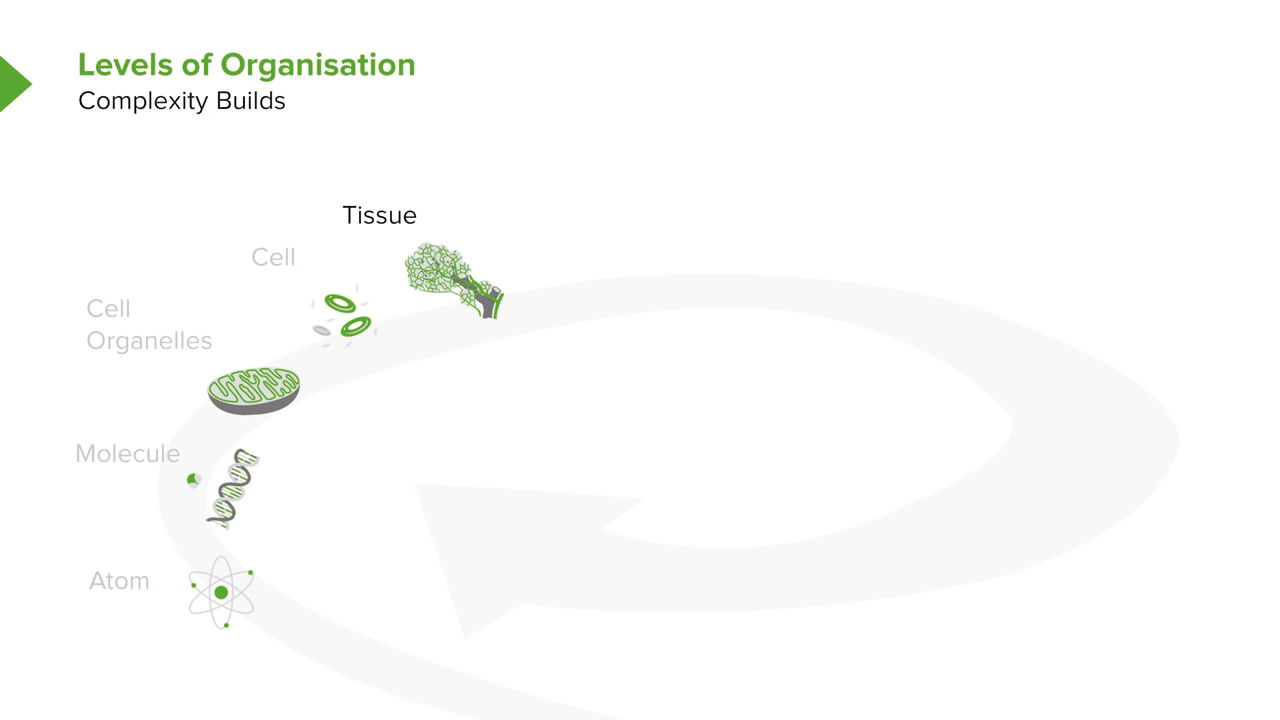 Levels of Organisation
Complexity Builds
Tissue
Cell
Cell
Organelles
Molecule
Atom